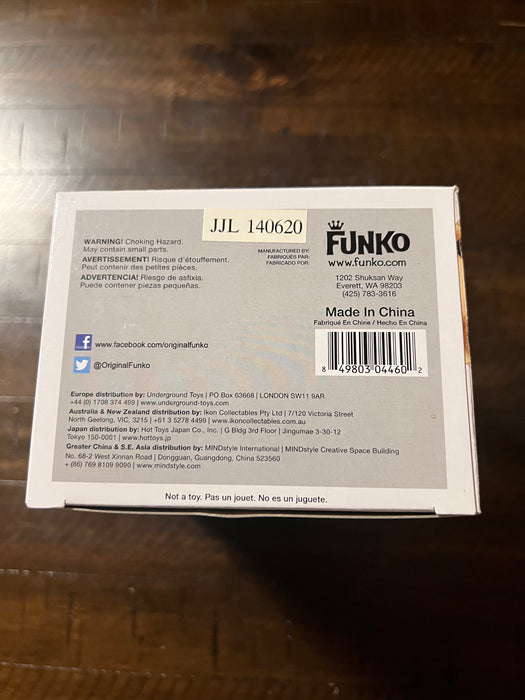 JJL 140620
WARNING! Choking Hazard.
May contain small parts.
AVERTISSEMENT! Risque d'étouffement.
Peut contenir des petites pièces.
ADVERTENCIA! Riesgo de asfixia.
Puede contener piezas pequeñas.
MANUFACTURED BY:
FABRIQUÉS PAR:
FABRICADO POR:
FUNKO
www.funko.com
1202 Shuksan Way
Everett, WA 98203
(425) 783-3616
Made In China
Fabriqué En Chine / Hecho En China
8 49803 04460 2
www.facebook.com/originalfunko
@OriginalFunko
Europe distribution by: Underground Toys | PO Box 63668 | LONDON SW11 9AR
+44 (0) 1708 374 499 | www.underground-toys.com
Australia & New Zealand distribution by: Ikon Collectables Pty Ltd | 7/120 Victoria Street
North Geelong, VIC, 3215 | +61 3 5278 4499 | www.ikoncollectables.com.au
Japan distribution by: Hot Toys Japan Co., Inc. | G Bldg 3rd Floor | Jingumae 3-30-12
Tokyo 150-0001 | www.hottoys.jp
Greater China & S.E. Asia distribution by: MINDstyle International | MINDstyle Creative Space Building
No. 68-2 West Xinnan Road | Dongguan, Guangdong, China 523560
+ (86) 769 8109 9090 | www.mindstyle.com
Not a toy. Pas un jouet. No es un juguete.